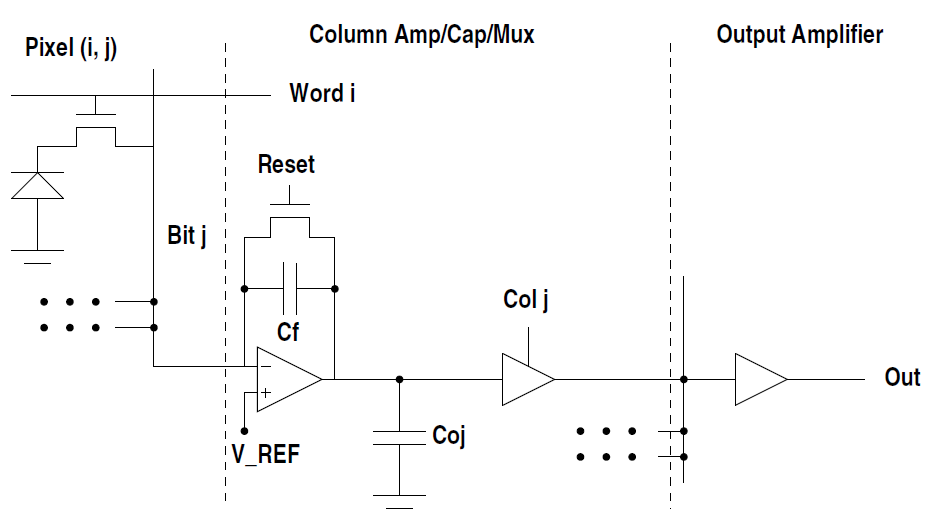 Pixel (i, j)
Column Amp/Cap/Mux
Output Amplifier
Word i
Reset
Bit j
Cf
Col j
−
+
V_REF
Coj
Out